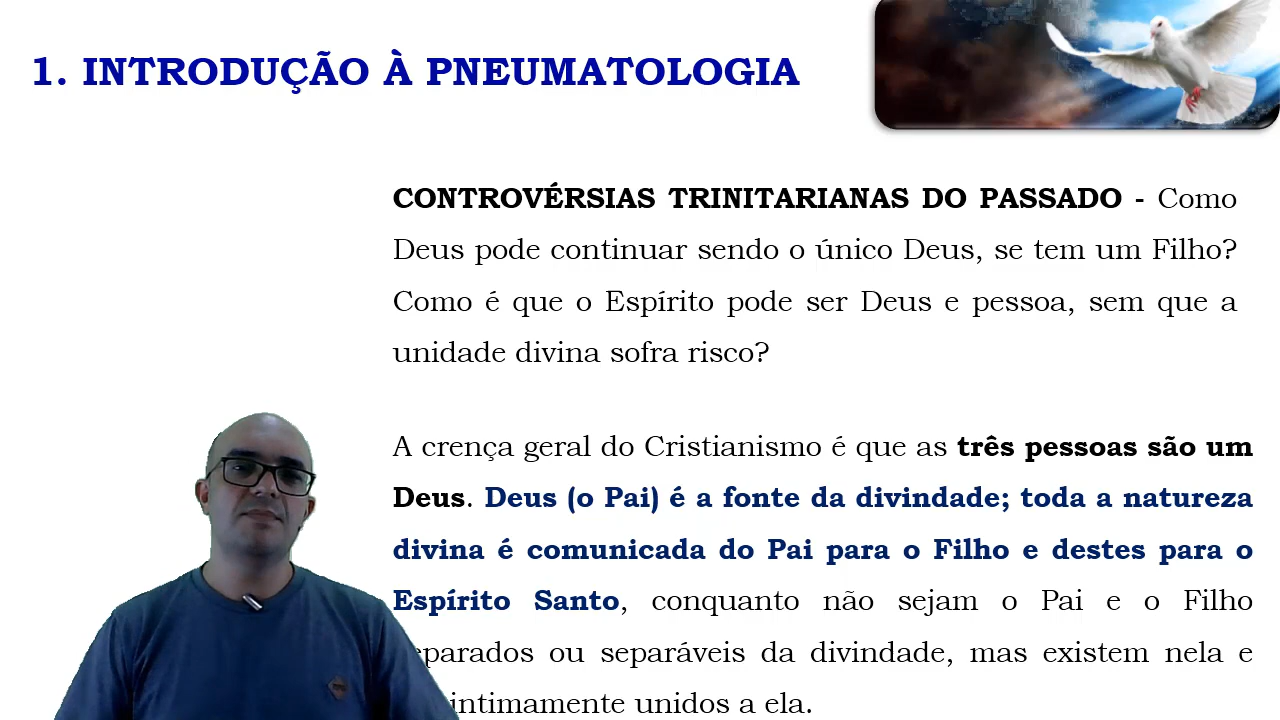 1. INTRODUÇÃO À PNEUMATOLOGIA
CONTROVÉRSIAS TRINITARIANAS DO PASSADO - Como
Deus pode continuar sendo o único Deus, se tem um Filho?
Como é que o Espírito pode ser Deus e pessoa, sem que a
unidade divina sofra risco?
A crença geral do Cristianismo é que as três pessoas são um
Deus. Deus (o Pai) é a fonte da divindade; toda a natureza
divina é comunicada do Pai para o Filho e destes para o
Espírito Santo, conquanto não sejam o Pai e o Filho
ou separáveis da divindade, mas existem nela e
intimamente unidos a ela.